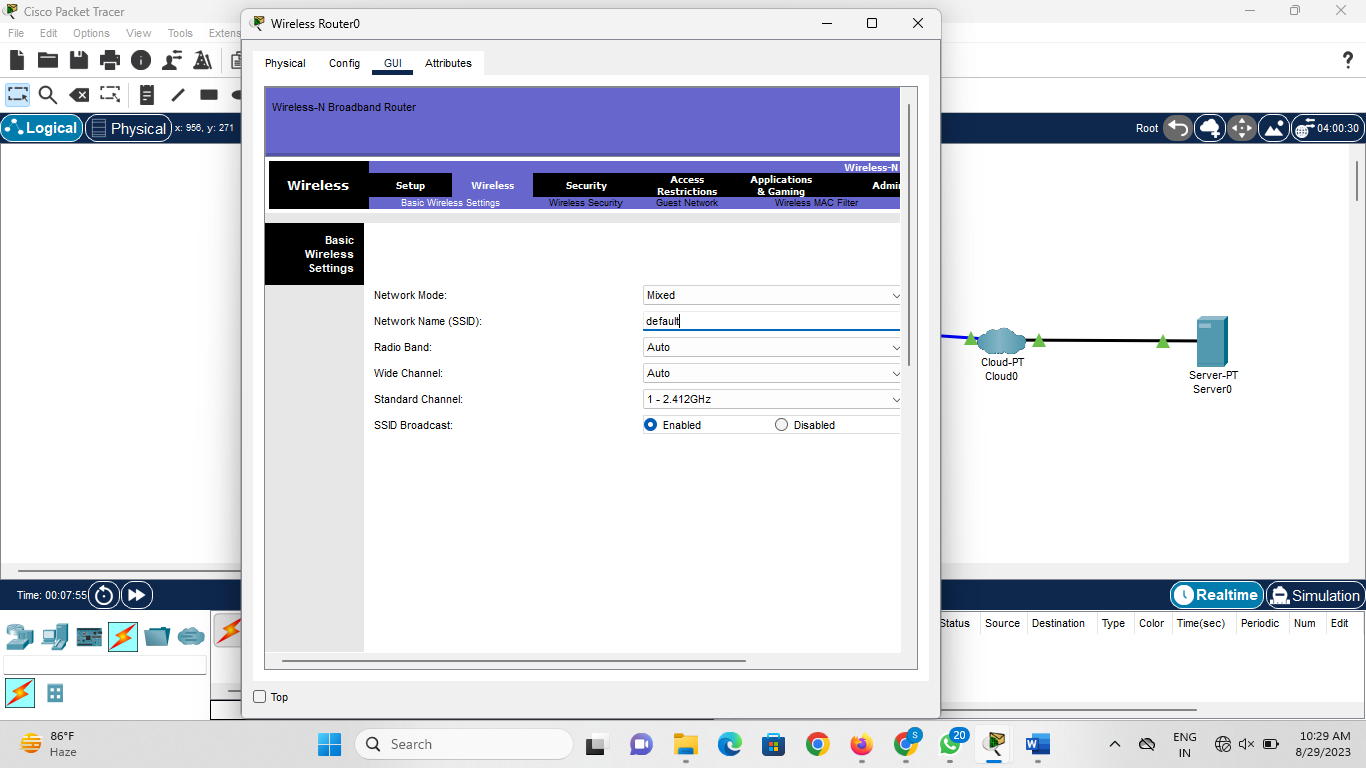 Cisco Packet Tracer
File Edit Options View Tools Extens
Logical
Physical
x: 956, y: 271
Root
04:00:30
Wireless Router0
Physical Config GUI Attributes
Wireless-N Broadband Router
Wireless-N
Wireless
Setup Wireless Security Access Restrictions Applications & Gaming Admi
Basic Wireless Settings Wireless Security Guest Network Wireless MAC Filter
Basic
Wireless
Settings
Network Mode: Mixed
Network Name (SSID): default
Radio Band: Auto
Wide Channel: Auto
Standard Channel: 1 - 2.412GHz
SSID Broadcast: Enabled Disabled
Top
Cloud-PT
Cloud0
Server-PT
Server0
Time: 00:07:55
Realtime
Simulation
Status Source Destination Type Color Time(sec) Periodic Num Edit
86°F
Haze
Search
S
20
W
ENG
IN
10:29 AM
8/29/2023